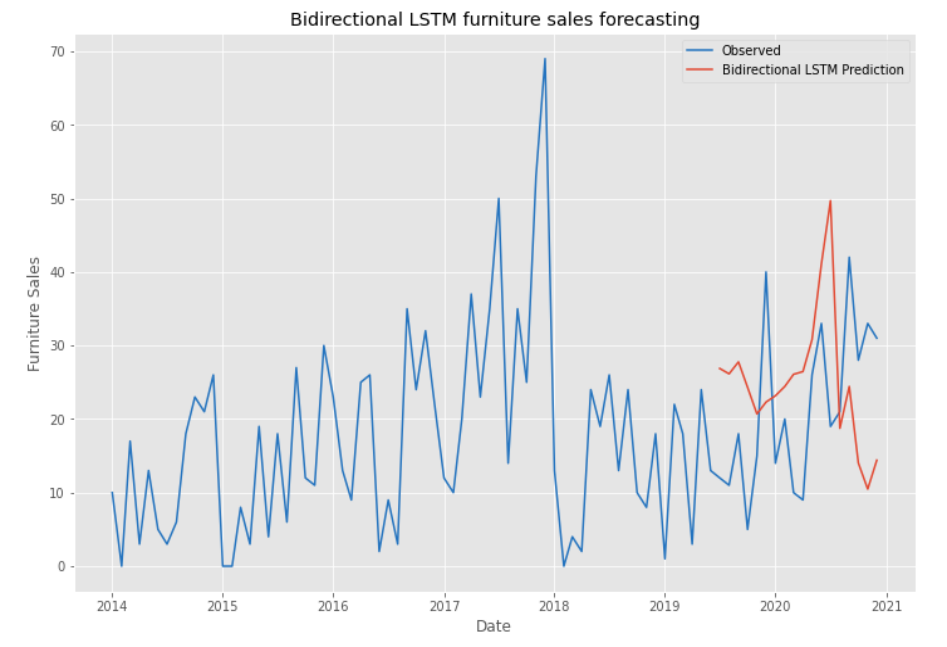 Bidirectional LSTM furniture sales forecasting
Observed
Bidirectional LSTM Prediction
Furniture Sales
70
60
50
40
30
20
10
0
2014 2015 2016 2017 2018 2019 2020 2021
Date